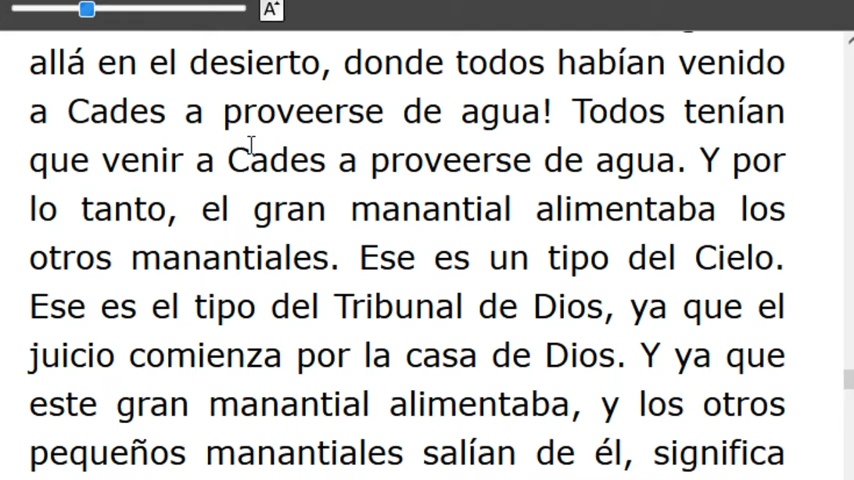 A
allá en el desierto, donde todos habían venido
a Cades a proveerse de agua! Todos tenían
que venir a Cades a proveerse de agua. Y por
lo tanto, el gran manantial alimentaba los
otros manantiales. Ese es un tipo del Cielo.
Ese es el tipo del Tribunal de Dios, ya que el
juicio comienza por la casa de Dios. Y ya que
este gran manantial alimentaba, y los otros
pequeños manantiales salían de él, significa